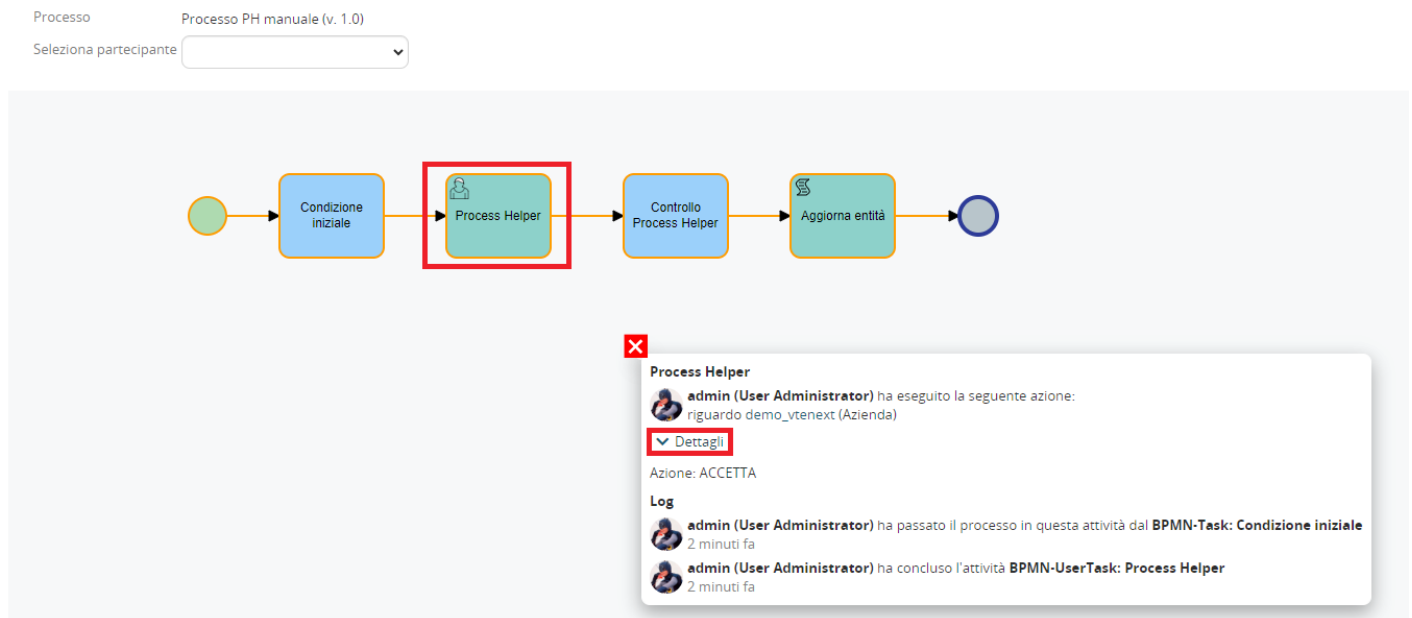 Processo Processo PH manuale (v. 1.0)
Seleziona partecipante
Condizione
iniziale
Process Helper
Controllo
Process Helper
Aggiorna entità
Process Helper
admin (User Administrator) ha eseguito la seguente azione:
riguardo demo_vtenext (Azienda)
Dettagli
Azione: ACCETTA
Log
admin (User Administrator) ha passato il processo in questa attività dal BPMN-Task: Condizione iniziale
2 minuti fa
admin (User Administrator) ha concluso l'attività BPMN-UserTask: Process Helper
2 minuti fa